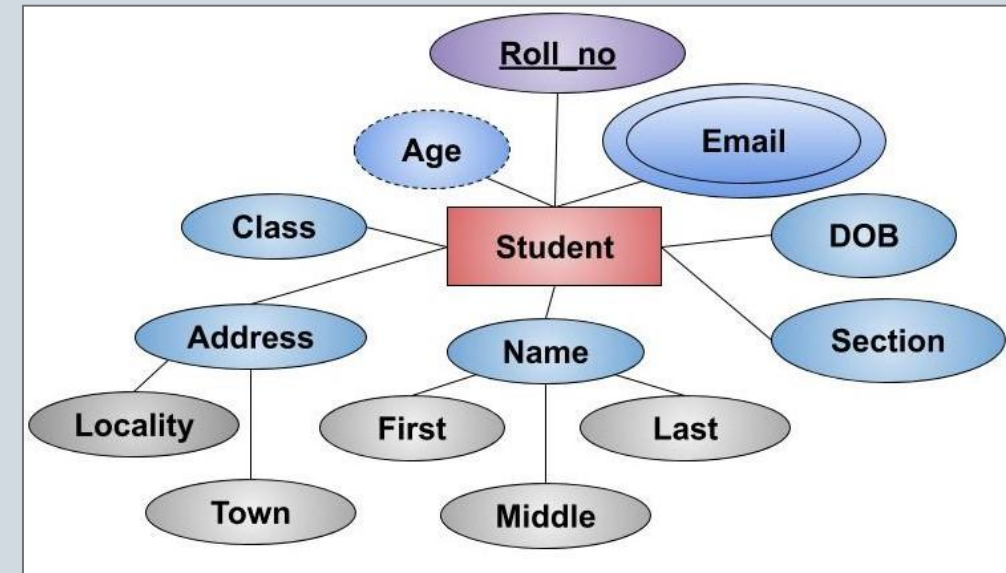 Roll_no
Age
Email
Class
Student
DOB
Address
Name
Section
Locality
First
Last
Town
Middle